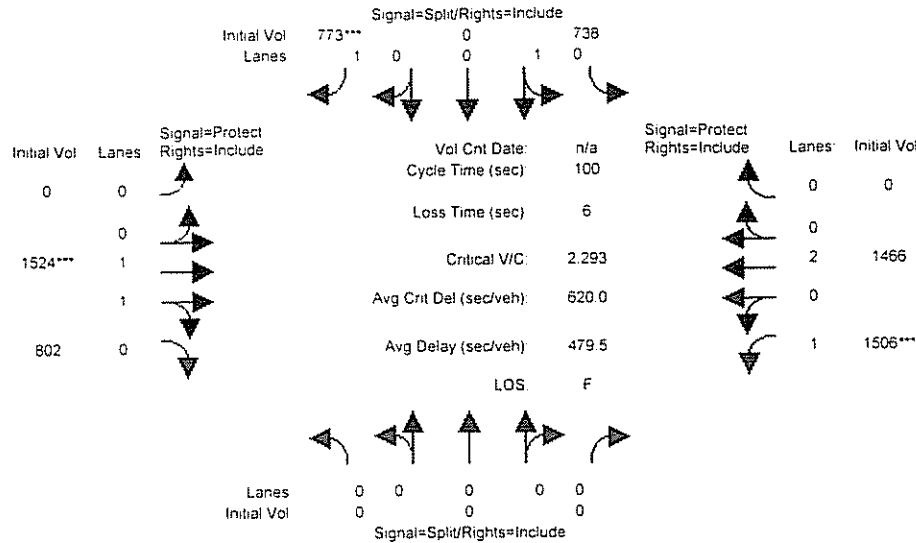 Signal=Split/Rights=Include
Initial Vol 773*** 0 738
Lanes 1 0 0 1 0
Signal=Protect
Initial Vol Lanes Rights=Include
Vol Cnt Date: n/a
Signal=Protect
Rights=Include Lanes: Initial Vol
Cycle Time (sec): 100
0 0
0 0
Loss Time (sec) 6
0
0
1524*** 1
Critical V/C: 2.293
2 1466
1
Avg Crit Del (sec/veh): 620.0
0
802 0
Avg Delay (sec/veh): 479.5
1 1506***
LOS: F
Lanes 0 0 0 0 0
Initial Vol 0 0 0
Signal=Split/Rights=Include